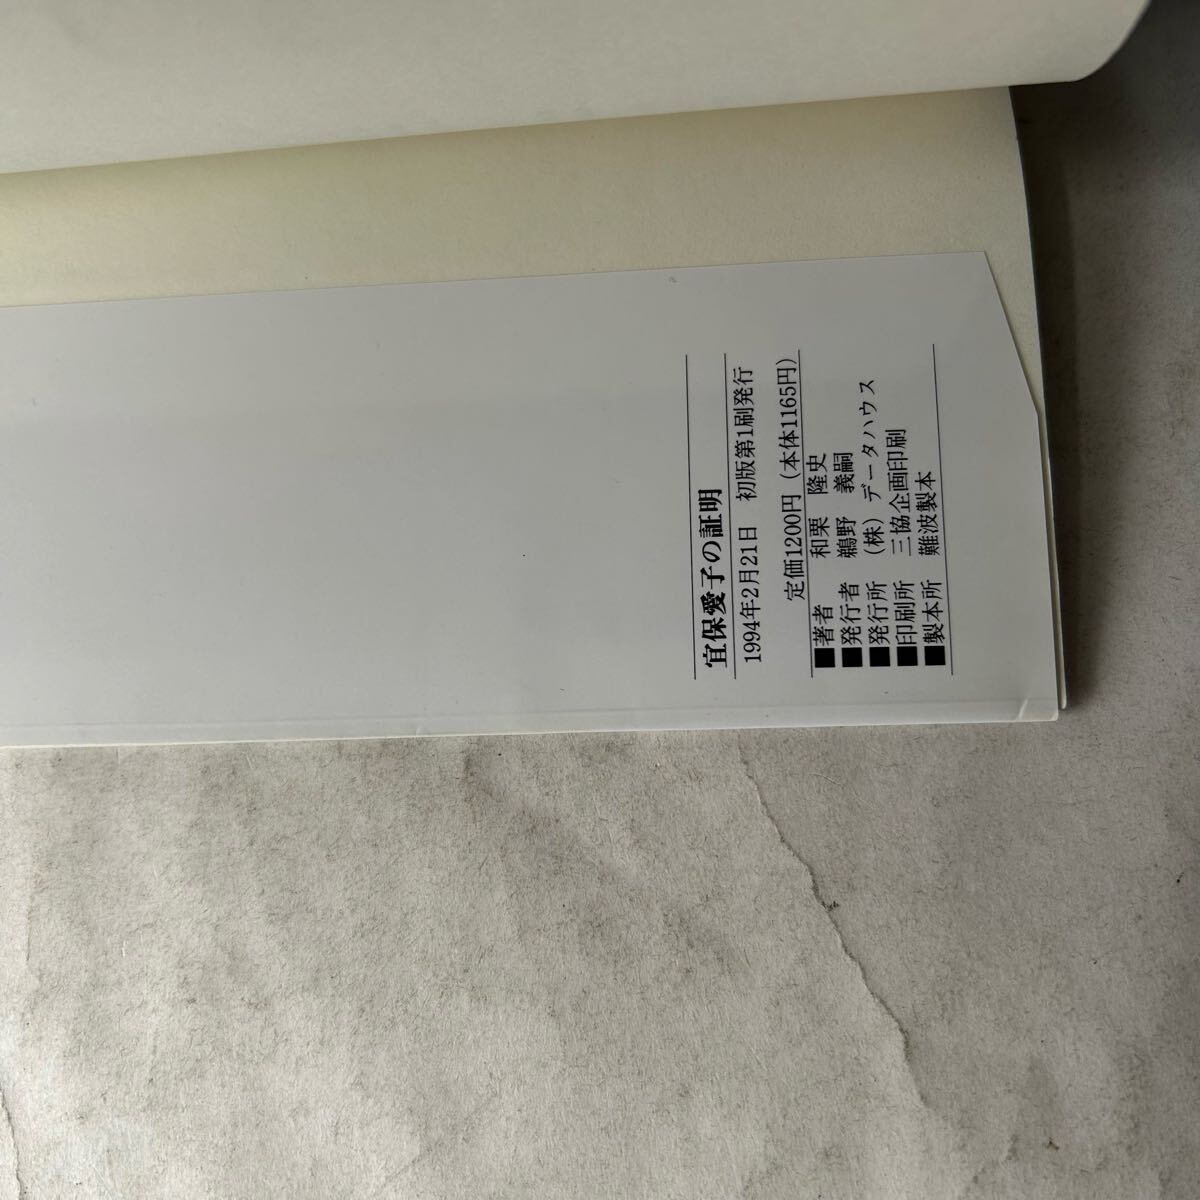 宜保愛子の証明
1994年2月21日 初版第1刷発行
定価1200円（本体1165円）
■著者 和栗 隆史
■発行者 鵜野 義嗣
■発行所 （株）データハウス
■印刷所 三協企画印刷
■製本所 難波製本